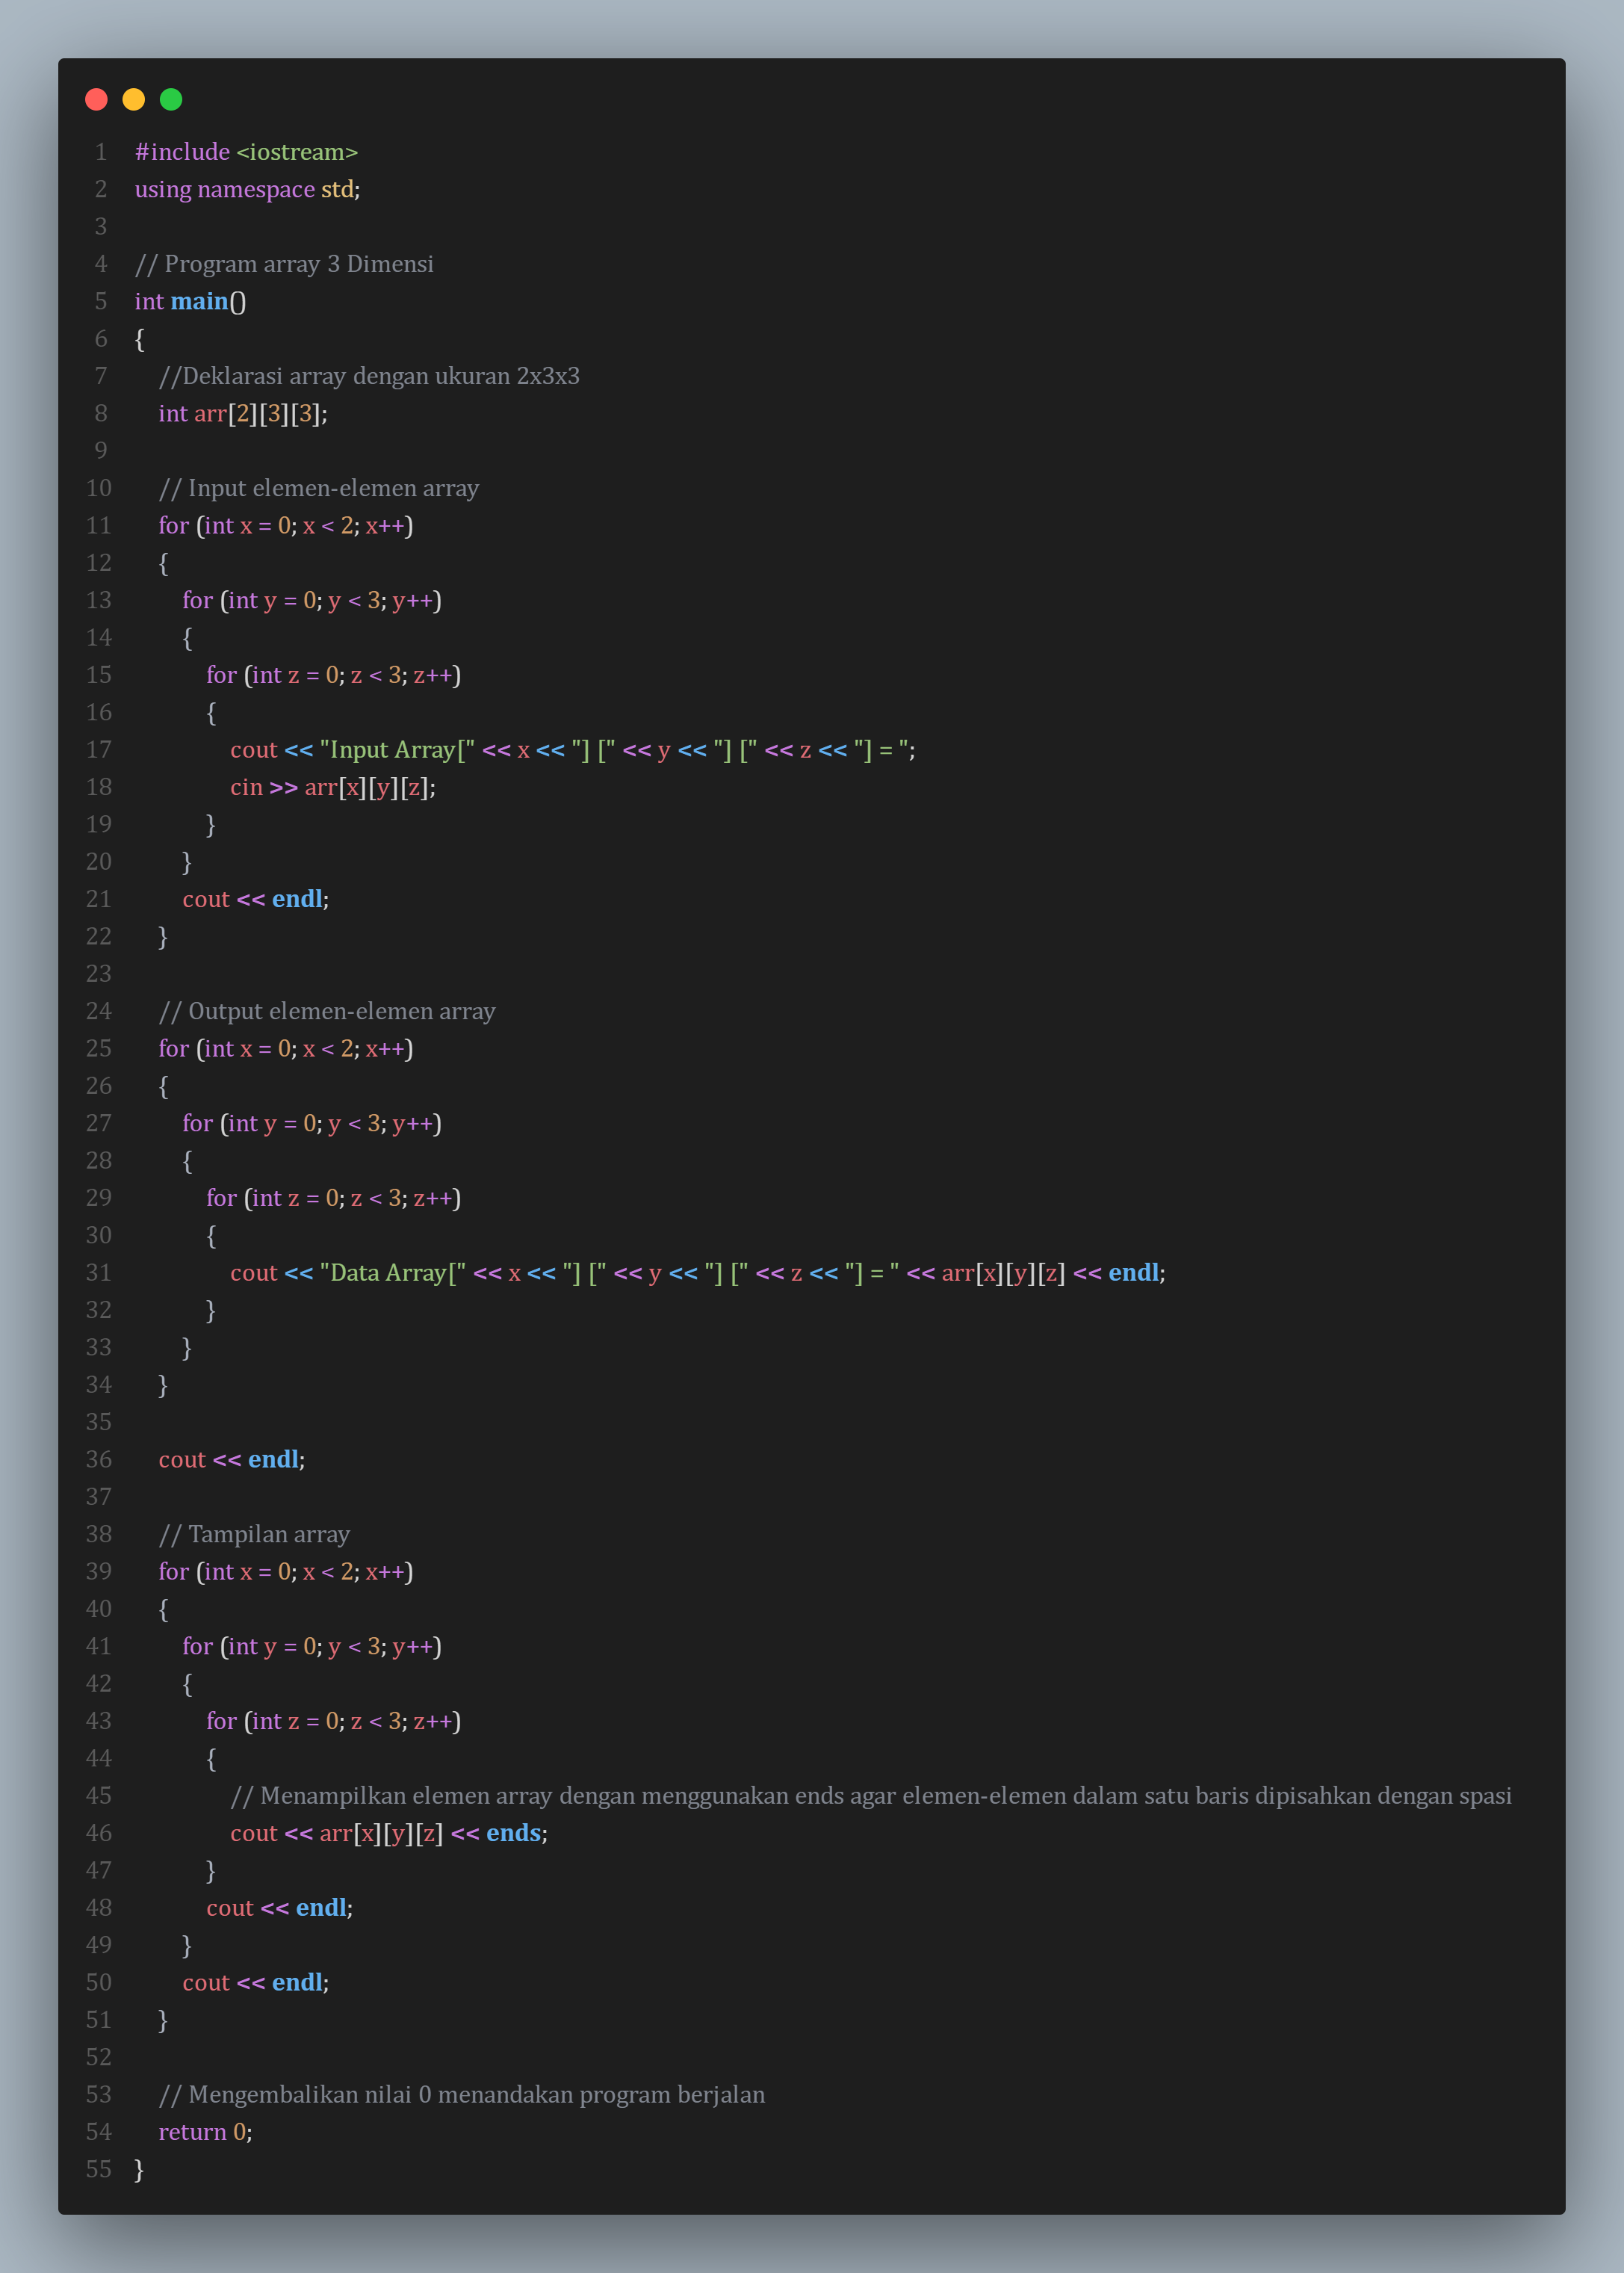 1 #include <iostream>
2 using namespace std;
3
4 // Program array 3 Dimensi
5 int main()
6 {
7     //Deklarasi array dengan ukuran 2x3x3
8     int arr[2][3][3];
9
10     // Input elemen-elemen array
11     for (int x = 0; x < 2; x++)
12     {
13         for (int y = 0; y < 3; y++)
14         {
15             for (int z = 0; z < 3; z++)
16             {
17                 cout << "Input Array[" << x << "] [" << y << "] [" << z << "] = ";
18                 cin >> arr[x][y][z];
19             }
20         }
21         cout << endl;
22     }
23
24     // Output elemen-elemen array
25     for (int x = 0; x < 2; x++)
26     {
27         for (int y = 0; y < 3; y++)
28         {
29             for (int z = 0; z < 3; z++)
30             {
31                 cout << "Data Array[" << x << "] [" << y << "] [" << z << "] = " << arr[x][y][z] << endl;
32             }
33         }
34     }
35
36     cout << endl;
37
38     // Tampilan array
39     for (int x = 0; x < 2; x++)
40     {
41         for (int y = 0; y < 3; y++)
42         {
43             for (int z = 0; z < 3; z++)
44             {
45                 // Menampilkan elemen array dengan menggunakan ends agar elemen-elemen dalam satu baris dipisahkan dengan spasi
46                 cout << arr[x][y][z] << ends;
47             }
48             cout << endl;
49         }
50         cout << endl;
51     }
52
53     // Mengembalikan nilai 0 menandakan program berjalan
54     return 0;
55 }